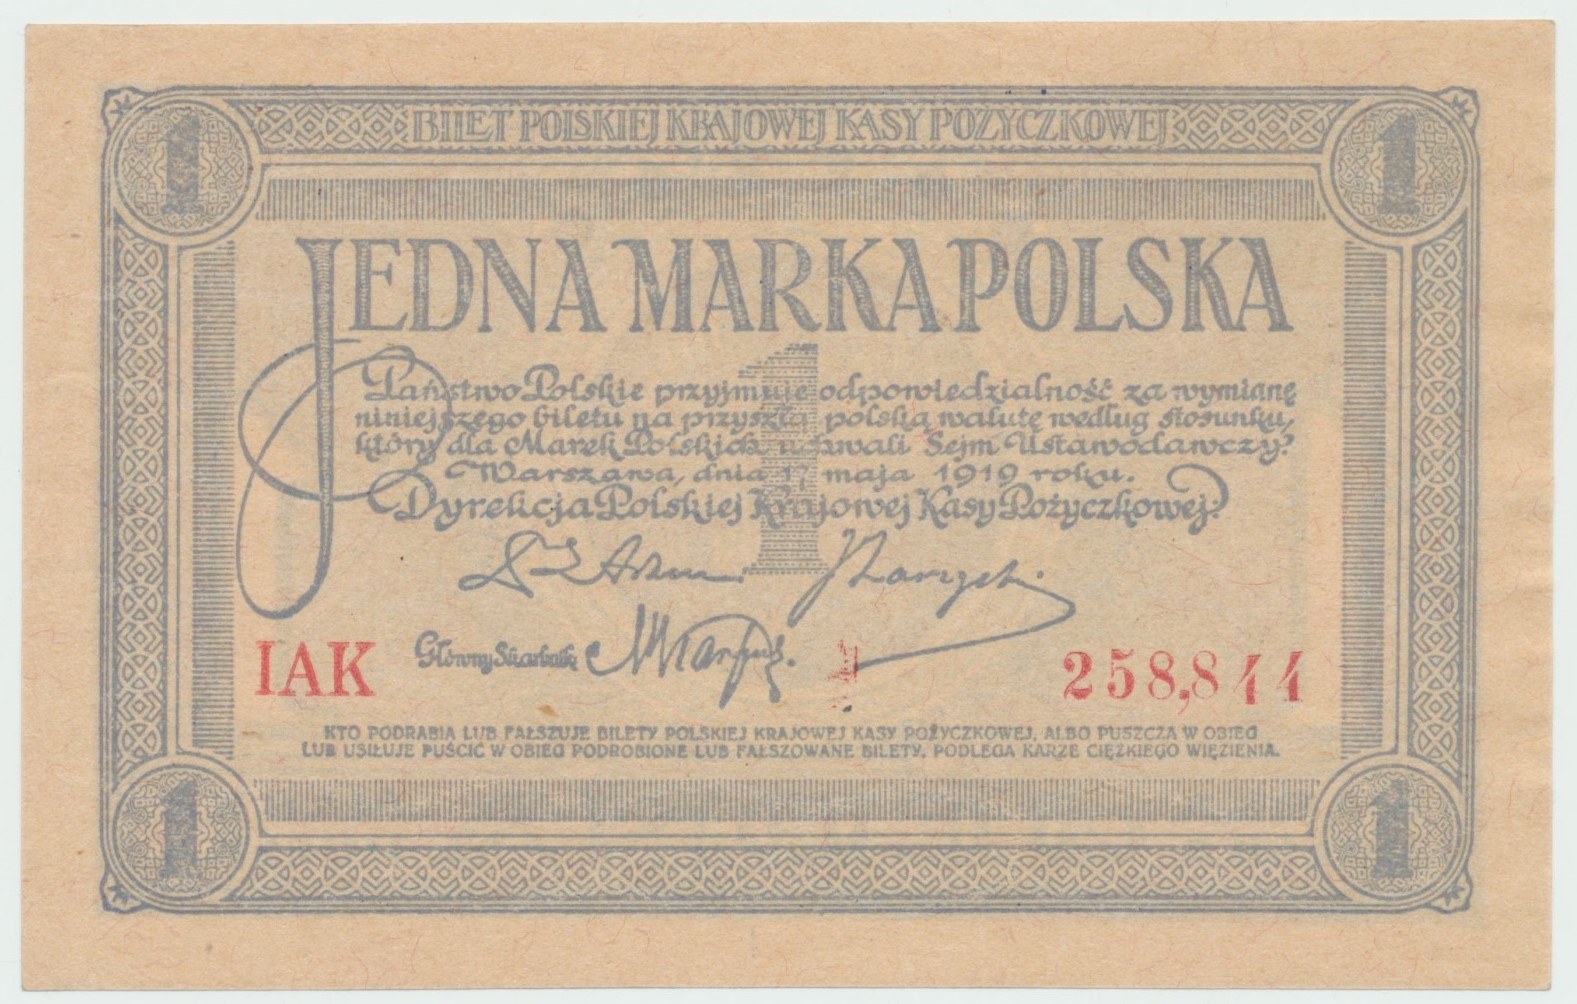 BILET POLSKIEJ KRAJOWEJ KASY POŻYCZKOWEJ
1
1
JEDNA MARKA POLSKA
1
Państwo Polskie przyjmuje odpowiedzialność za wymianę
niniejszego biletu na przyszłą polską walutę według stosunku,
który dla Marek Polskich uchwali Sejm Ustawodawczy.
Warszawa, dnia 17 maja 1919 roku.
Dyrekcja Polskiej Krajowej Kasy Pożyczkowej.
Główny Skarbnik
IAK
258,844
KTO PODRABIA LUB FAŁSZUJE BILETY POLSKIEJ KRAJOWEJ KASY POŻYCZKOWEJ, ALBO PUSZCZA W OBIEG
LUB USIŁUJE PUŚCIĆ W OBIEG PODROBIONE LUB FAŁSZOWANE BILETY, PODLEGA KARZE CIĘŻKIEGO WIĘZIENIA.
1
1